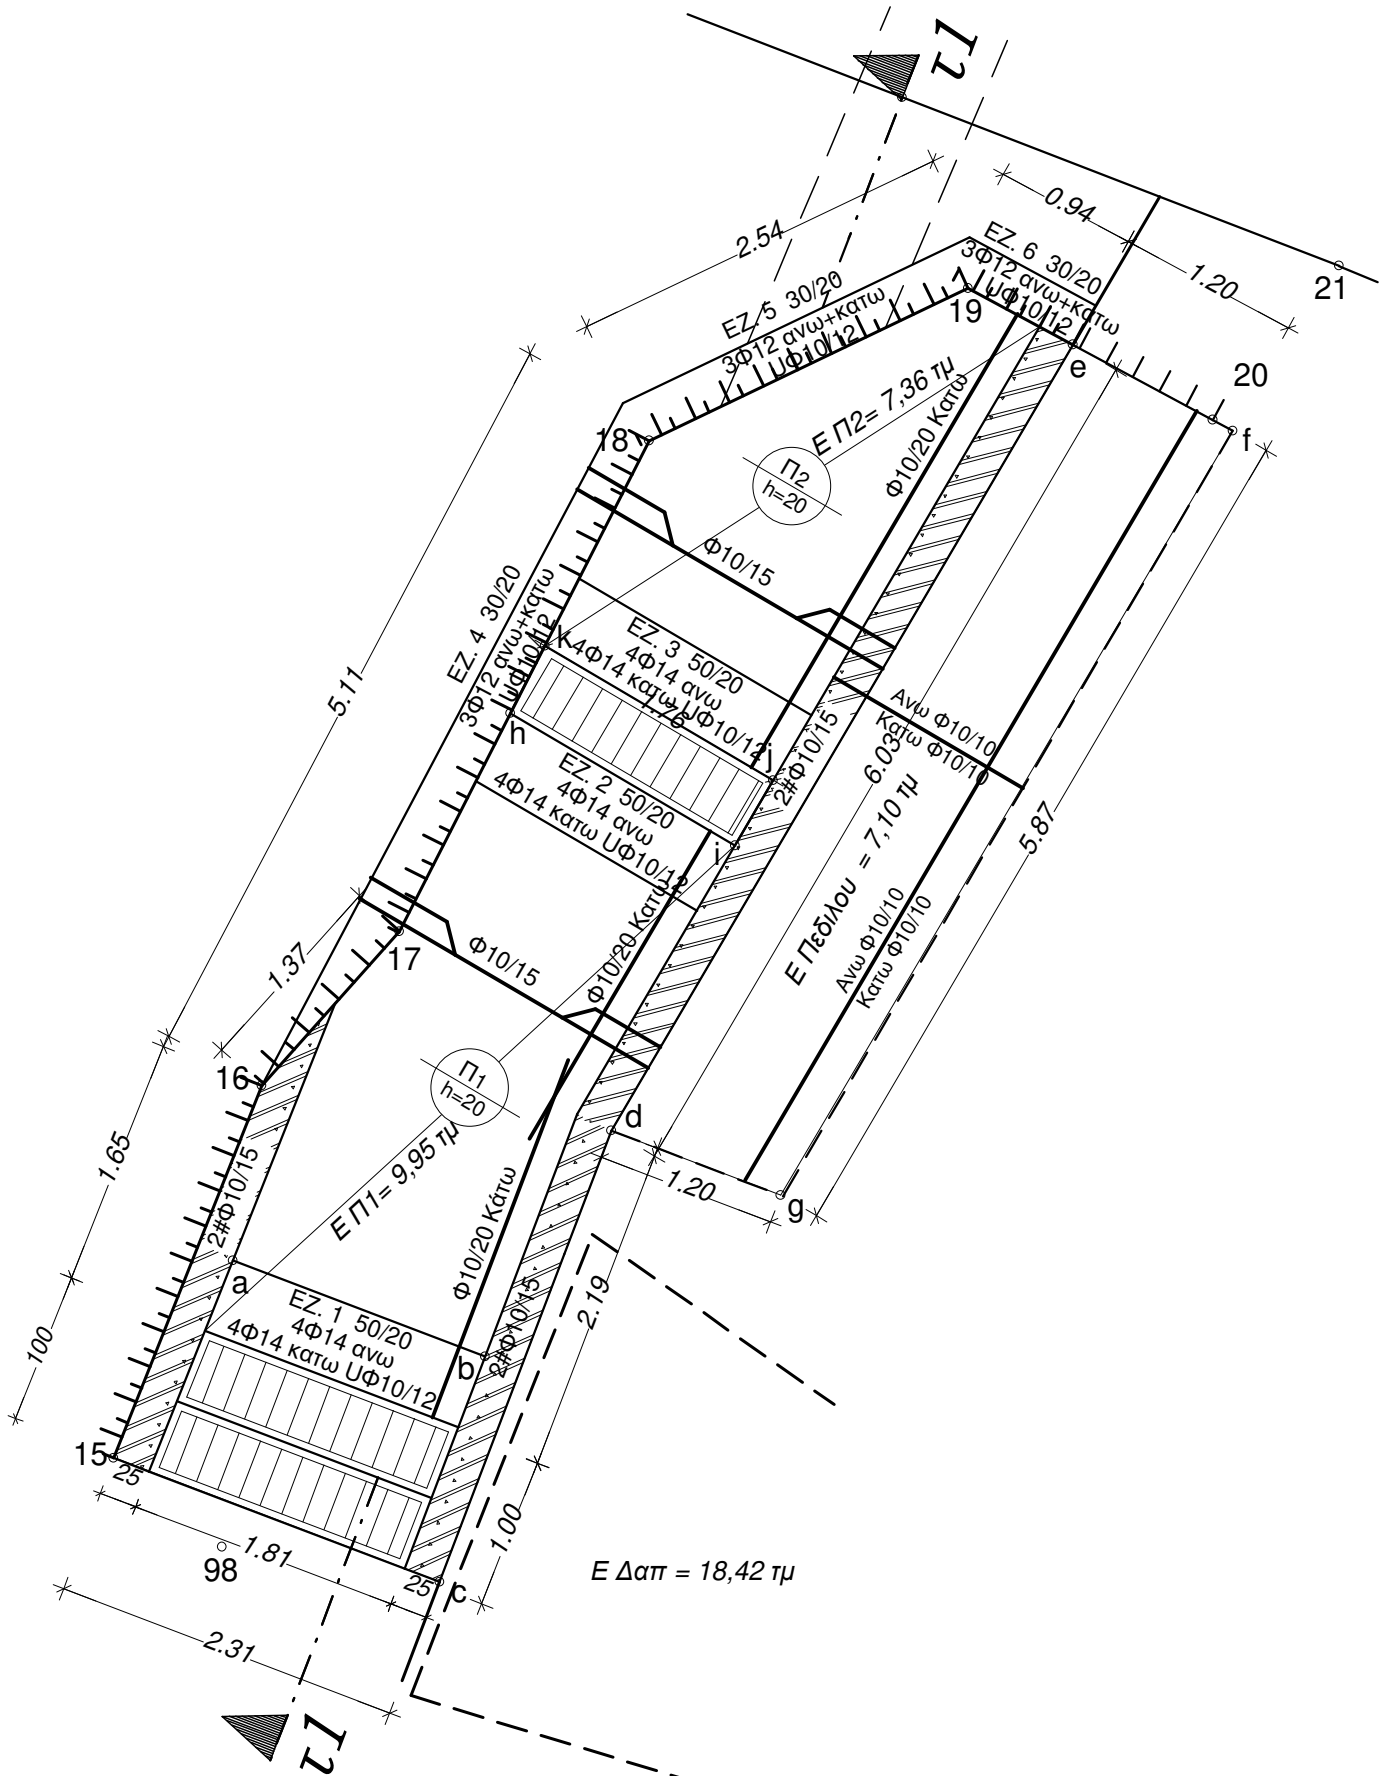 τ1
0.94
1.20
21
2.54
ΕΖ. 6 30/20
3Φ12 ανω+κατω
UΦ10/12
19
ΕΖ. 5 30/20
3Φ12 ανω+κατω
UΦ10/12
e
20
f
18
Ε Π2= 7,36 τμ
Φ10/20 Κατω
Π2
h=20
Φ10/15
5.11
ΕΖ. 4 30/20
3Φ12 ανω+κατω
UΦ10/12
k
ΕΖ. 3 50/20
4Φ14 ανω
4Φ14 κατω UΦ10/12
h
j
2#Φ10/15
Ανω Φ10/10
Κατω Φ10/10
6.03
ΕΖ. 2 50/20
4Φ14 ανω
4Φ14 κατω UΦ10/12
i
Ε Πεδιλου = 7,10 τμ
5.87
Ανω Φ10/10
Κατω Φ10/10
17
1.37
Φ10/15
Φ10/20 Κατω
16
Π1
h=20
Ε Π1= 9,95 τμ
d
1.20
g
1.65
2#Φ10/15
Φ10/20 Κάτω
a
2.19
ΕΖ. 1 50/20
4Φ14 ανω
4Φ14 κατω UΦ10/12
b
2#Φ10/15
100
15
25
1.81
98
25
c
1.00
Ε Δαπ = 18,42 τμ
2.31
τ1